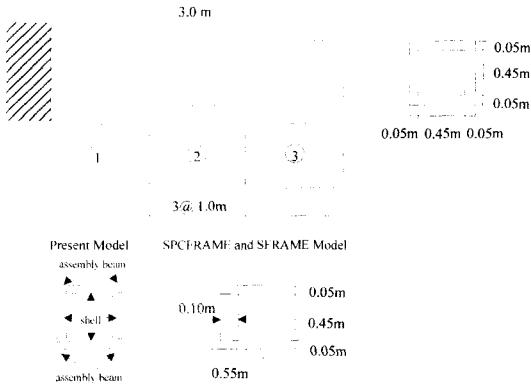 3.0 m
0.05m
0.45m
0.05m
0.05m 0.45m 0.05m
1 2 3
3@ 1.0m
Present Model SPCFRAME and SFRAME Model
assembly beam
shell
assembly beam
0.10m
0.05m
0.45m
0.05m
0.55m